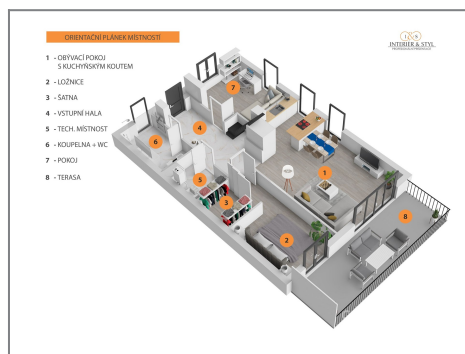 ORIENTAČNÍ PLÁNEK MÍSTNOSTÍ
1 - OBÝVACÍ POKOJ
S KUCHYŇSKÝM KOUTEM
2 - LOŽNICE
3 - ŠATNA
4 - VSTUPNÍ HALA
5 - TECH. MÍSTNOST
6 - KOUPELNA + WC
7 - POKOJ
8 - TERASA
INTERIER & STYL
7
4
6
1
5
3
2
8